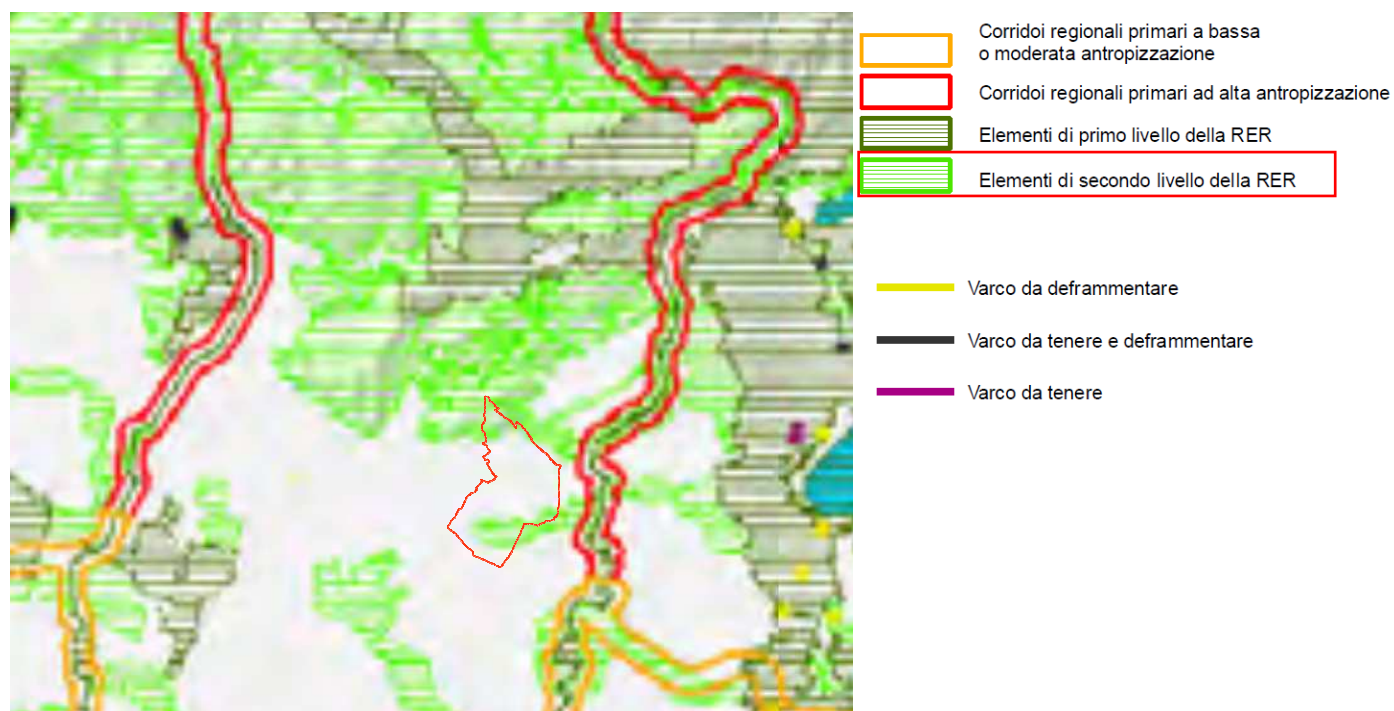 Corridoi regionali primari a bassa
o moderata antropizzazione
Corridoi regionali primari ad alta antropizzazione
Elementi di primo livello della RER
Elementi di secondo livello della RER
Varco da deframmentare
Varco da tenere e deframmentare
Varco da tenere